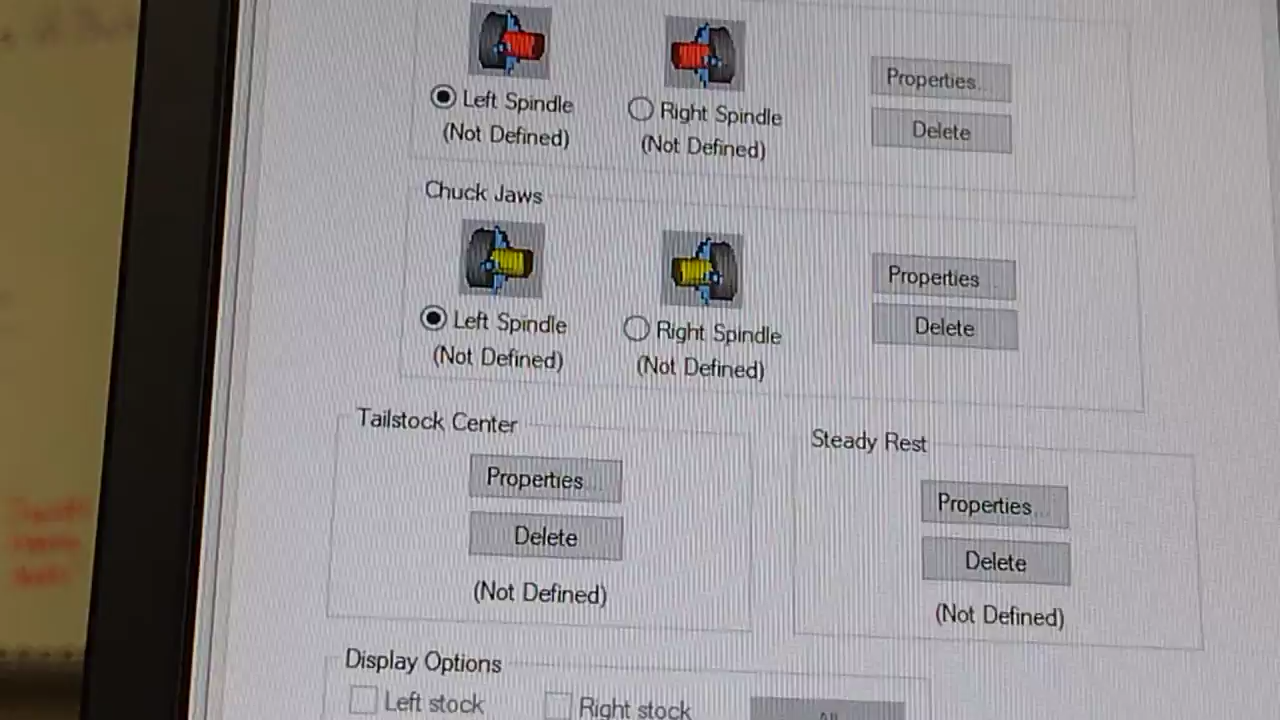 Left Spindle
(Not Defined)
Right Spindle
(Not Defined)
Properties...
Delete
Chuck Jaws
Left Spindle
(Not Defined)
Right Spindle
(Not Defined)
Properties...
Delete
Tailstock Center
Properties...
Delete
(Not Defined)
Steady Rest
Properties...
Delete
(Not Defined)
Display Options
Left stock
Right stock